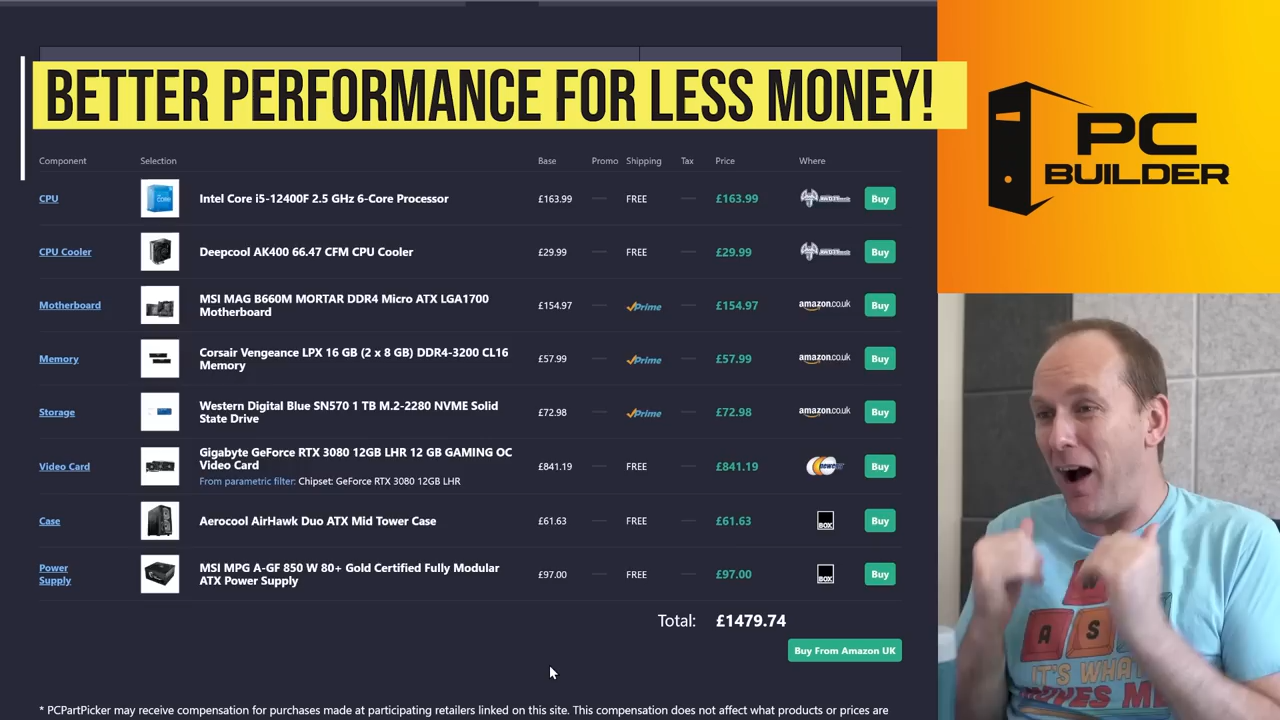 BETTER PERFORMANCE FOR LESS MONEY!
PC
BUILDER
Component Selection Base Promo Shipping Tax Price Where
CPU Intel Core i5-12400F 2.5 GHz 6-Core Processor £163.99 — FREE — £163.99 Buy
CPU Cooler Deepcool AK400 66.47 CFM CPU Cooler £29.99 — FREE — £29.99 Buy
Motherboard MSI MAG B660M MORTAR DDR4 Micro ATX LGA1700
Motherboard £154.97 — Prime — £154.97 amazon.co.uk Buy
Memory Corsair Vengeance LPX 16 GB (2 x 8 GB) DDR4-3200 CL16
Memory £57.99 — Prime — £57.99 amazon.co.uk Buy
Storage Western Digital Blue SN570 1 TB M.2-2280 NVME Solid
State Drive £72.98 — Prime — £72.98 amazon.co.uk Buy
Video Card Gigabyte GeForce RTX 3080 12GB LHR 12 GB GAMING OC
Video Card £841.19 — FREE — £841.19 Buy
From parametric filter: Chipset: GeForce RTX 3080 12GB LHR
Case Aerocool AirHawk Duo ATX Mid Tower Case £61.63 — FREE — £61.63 BOX Buy
Power
Supply MSI MPG A-GF 850 W 80+ Gold Certified Fully Modular
ATX Power Supply £97.00 — FREE — £97.00 BOX Buy
Total: £1479.74
Buy From Amazon UK
* PCPartPicker may receive compensation for purchases made at participating retailers linked on this site. This compensation does not affect what products or prices are
W
A S
IT'S WHA
MOVES ME